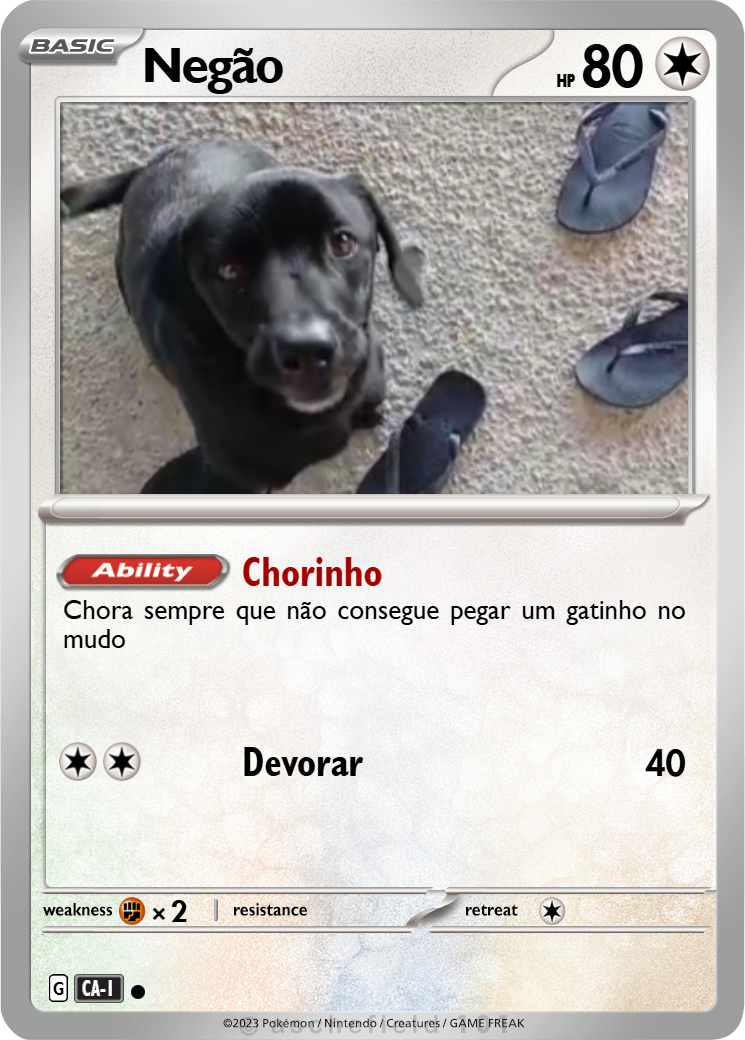 BASIC
Negão
HP 80
Ability Chorinho
Chora sempre que não consegue pegar um gatinho no
mudo
Devorar 40
weakness × 2 resistance retreat
G CA-I
©2023 Pokémon / Nintendo / Creatures / GAME FREAK